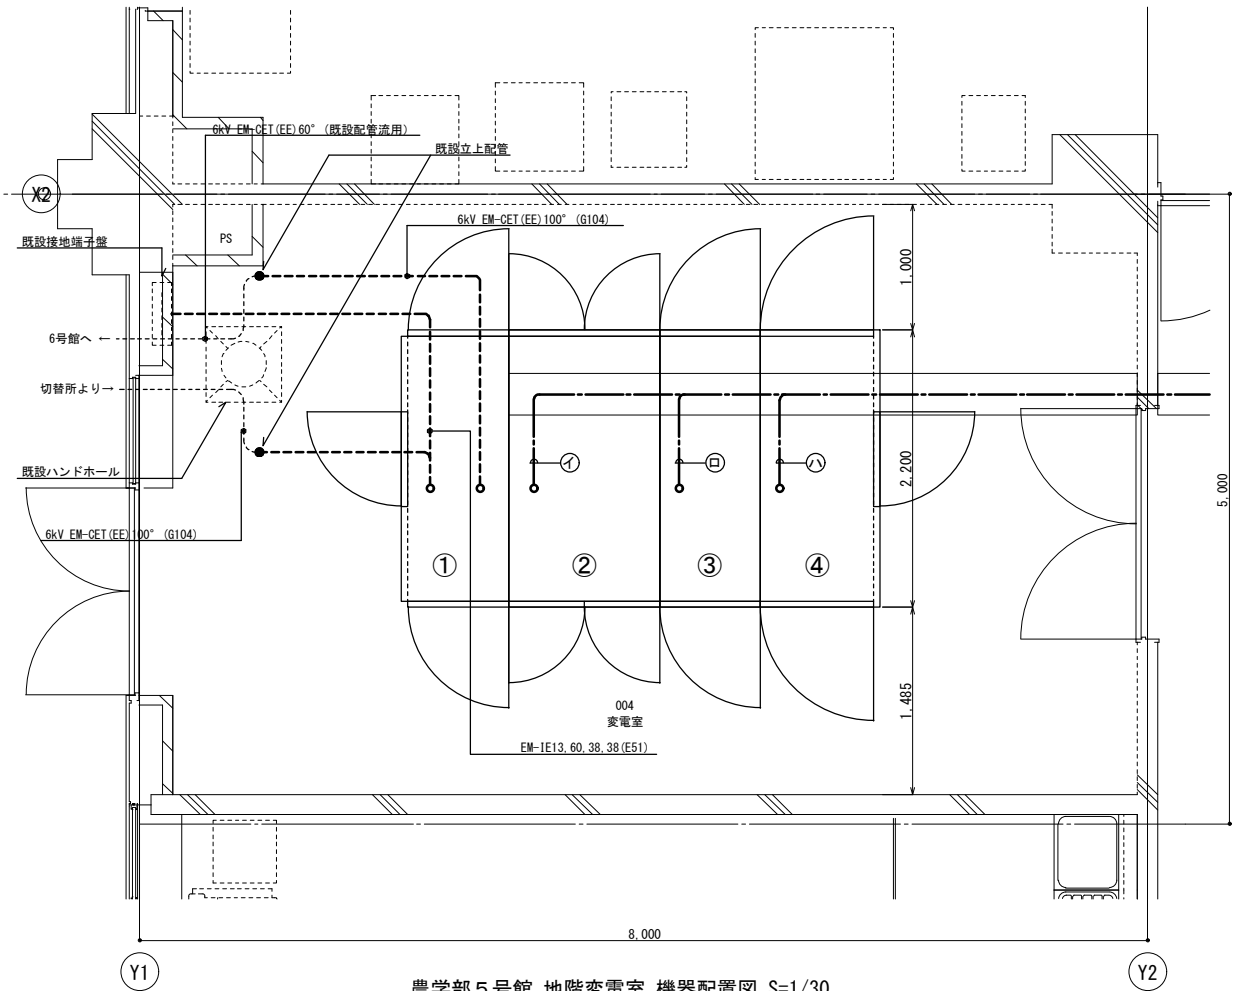 6kV EM-CET(EE)60°(既設配管流用)
既設立上配管
X2
6kV EM-CET(EE)100°(G104)
既設接地端子盤
PS
1,000
6号館へ ←
切替所より→
イ
ロ
ハ
2,200
5,000
既設ハンドホール
6kV EM-CET(EE)100°(G104)
①
②
③
④
1,485
004
変電室
EM-IE13,60,38,38(E51)
8,000
Y1
Y2
農学部５号館 地階変電室 機器配置図 S=1/30